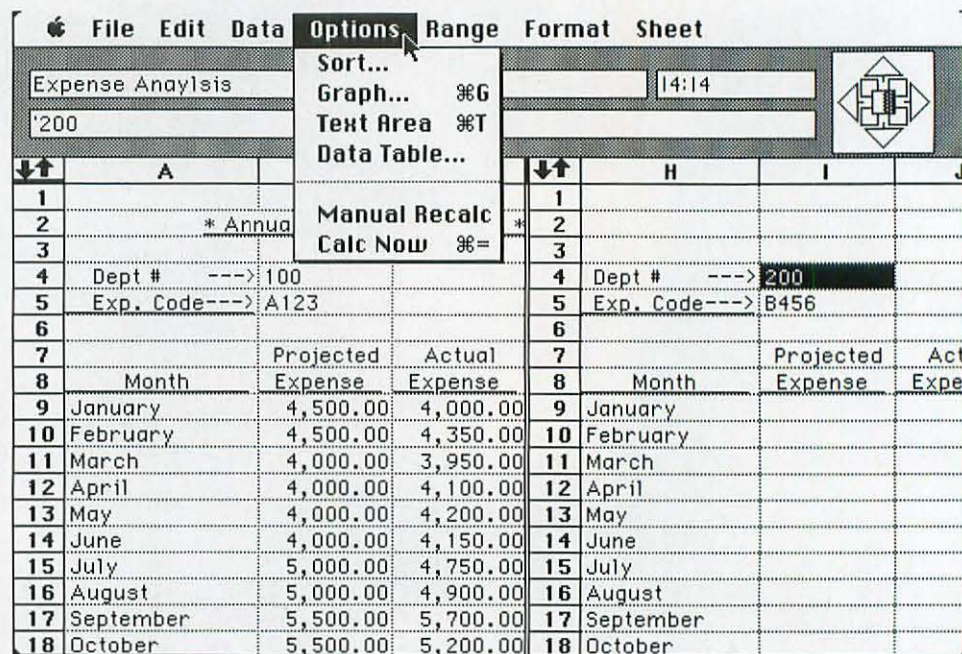 File Edit Data Options Range Format Sheet
Sort...
Graph... ⌘G
Text Area ⌘T
Data Table...
Manual Recalc
Calc Now ⌘=
Expense Anaylsis 14:14
'200
A H I J
1 1
2 * Annua * 2
3 3
4 Dept # ---> 100 4 Dept # ---> 200
5 Exp. Code---> A123 5 Exp. Code---> B456
6 6
7 Projected Actual 7 Projected Act
8 Month Expense Expense 8 Month Expense Expe
9 January 4,500.00 4,000.00 9 January
10 February 4,500.00 4,350.00 10 February
11 March 4,000.00 3,950.00 11 March
12 April 4,000.00 4,100.00 12 April
13 May 4,000.00 4,200.00 13 May
14 June 4,000.00 4,150.00 14 June
15 July 5,000.00 4,750.00 15 July
16 August 5,000.00 4,900.00 16 August
17 September 5,500.00 5,700.00 17 September
18 October 5,500.00 5,200.00 18 October